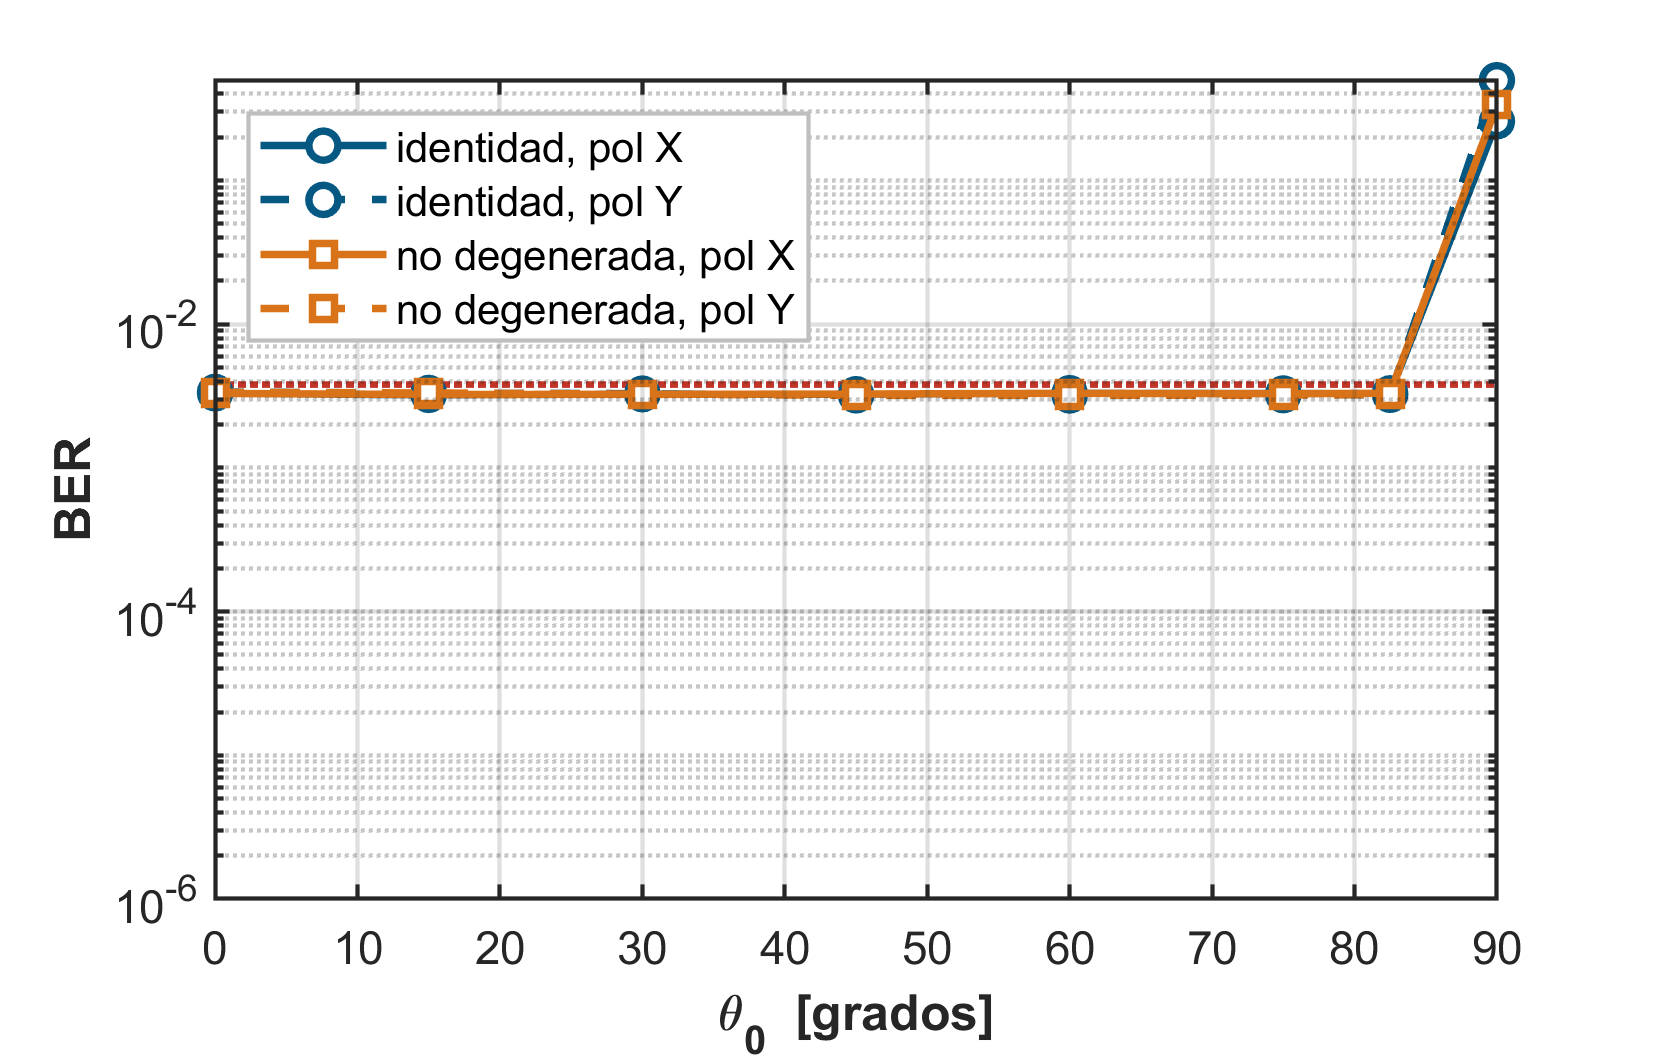 identidad, pol X
identidad, pol Y
no degenerada, pol X
no degenerada, pol Y
10-2
10-4
10-6
BER
0 10 20 30 40 50 60 70 80 90
θ0 [grados]